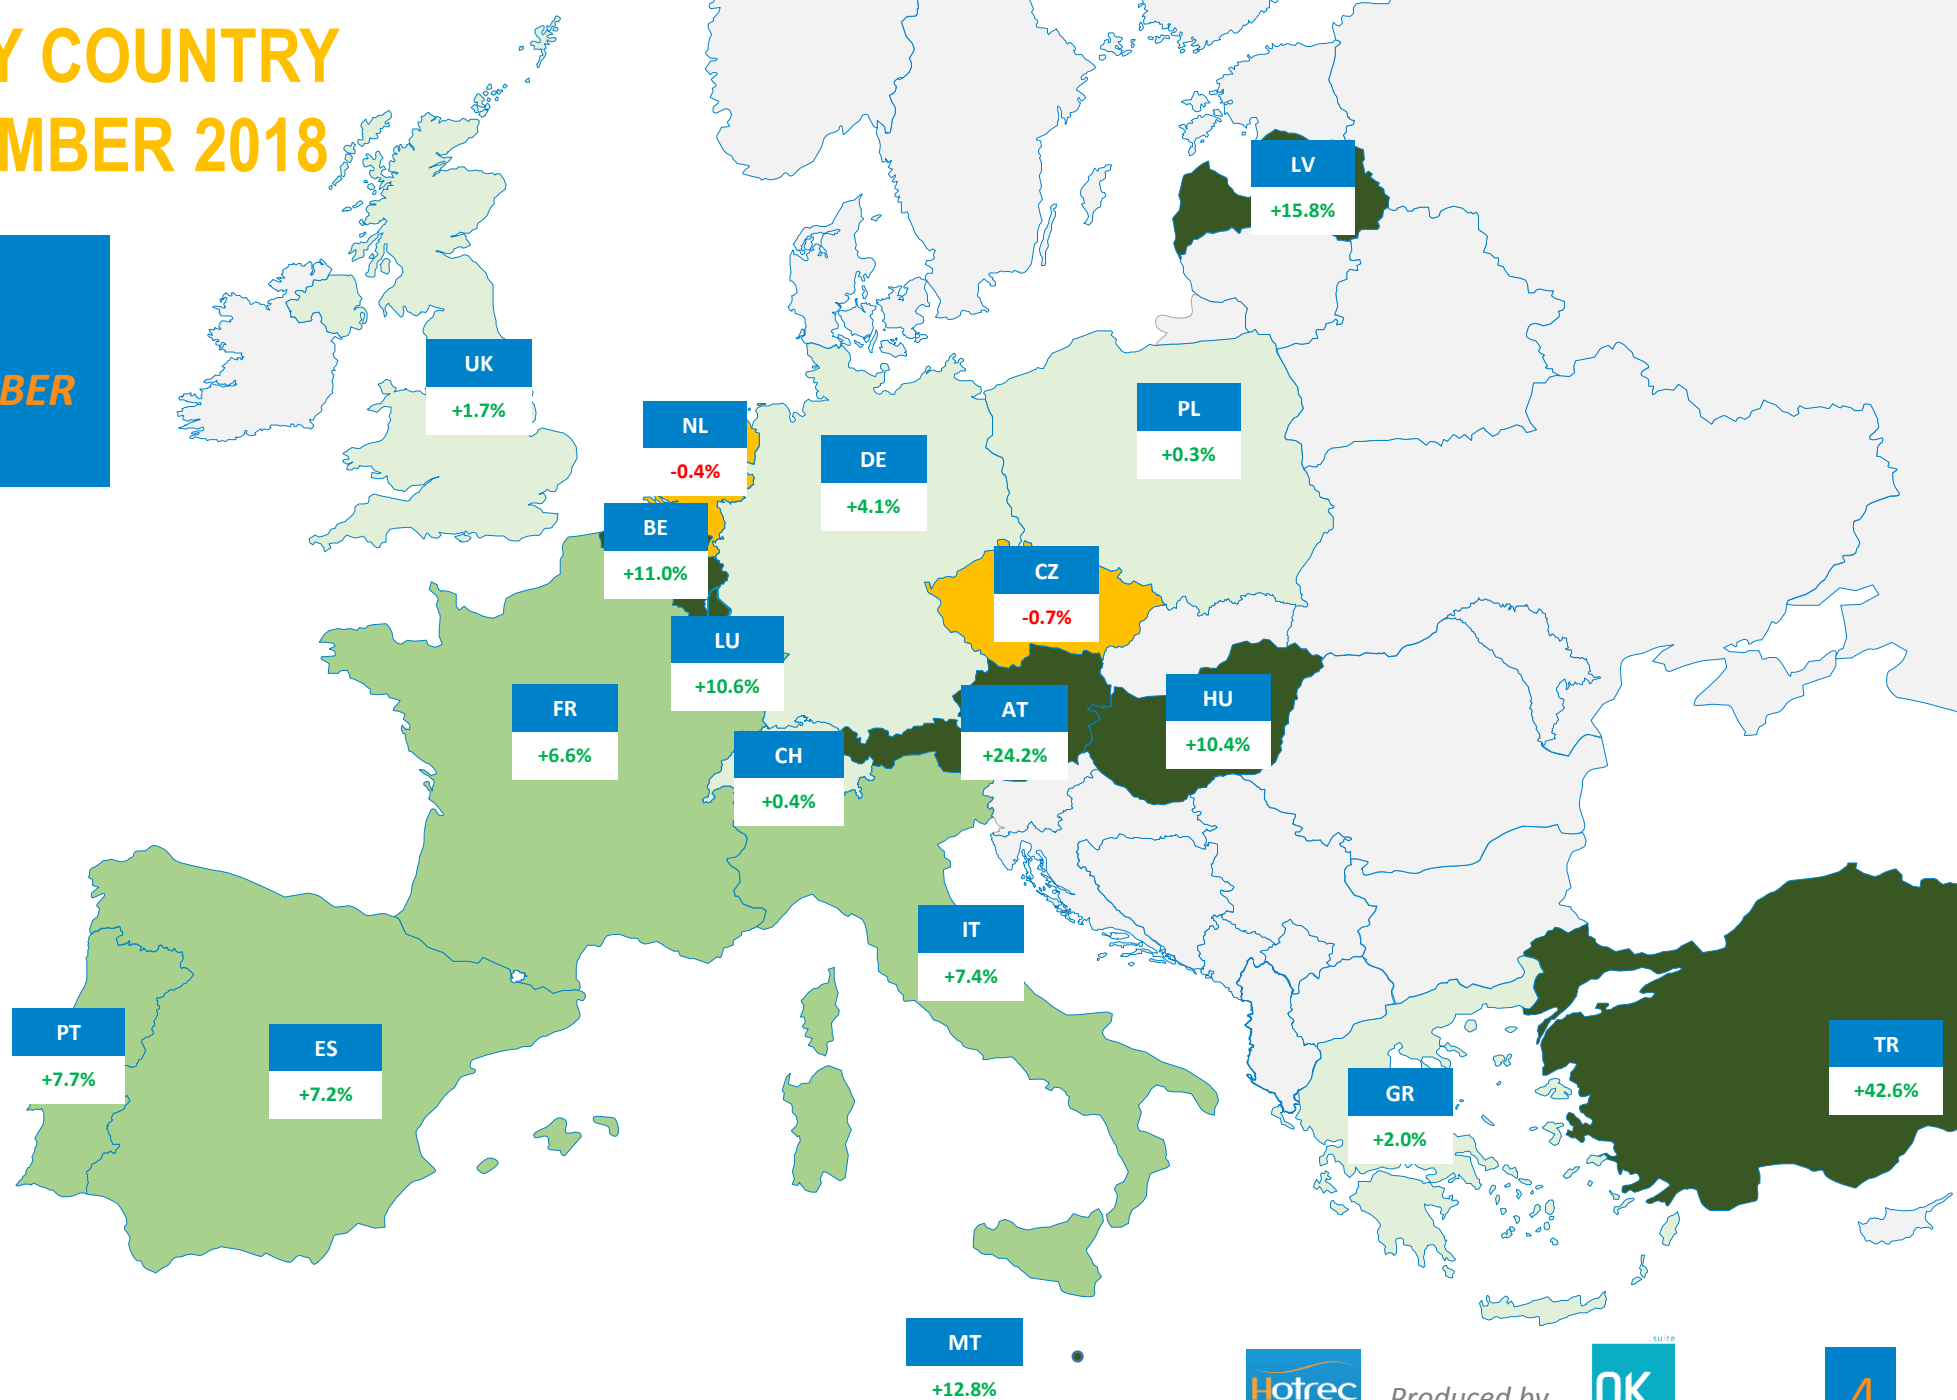 Y COUNTRY
MBER 2018
BER
LV
+15.8%
UK
+1.7%
NL
-0.4%
PL
+0.3%
DE
+4.1%
BE
+11.0%
CZ
-0.7%
LU
+10.6%
FR
+6.6%
AT
+24.2%
HU
+10.4%
CH
+0.4%
IT
+7.4%
PT
+7.7%
ES
+7.2%
TR
+42.6%
GR
+2.0%
MT
+12.8%
Hotrec
Produced by
suite
OK
4